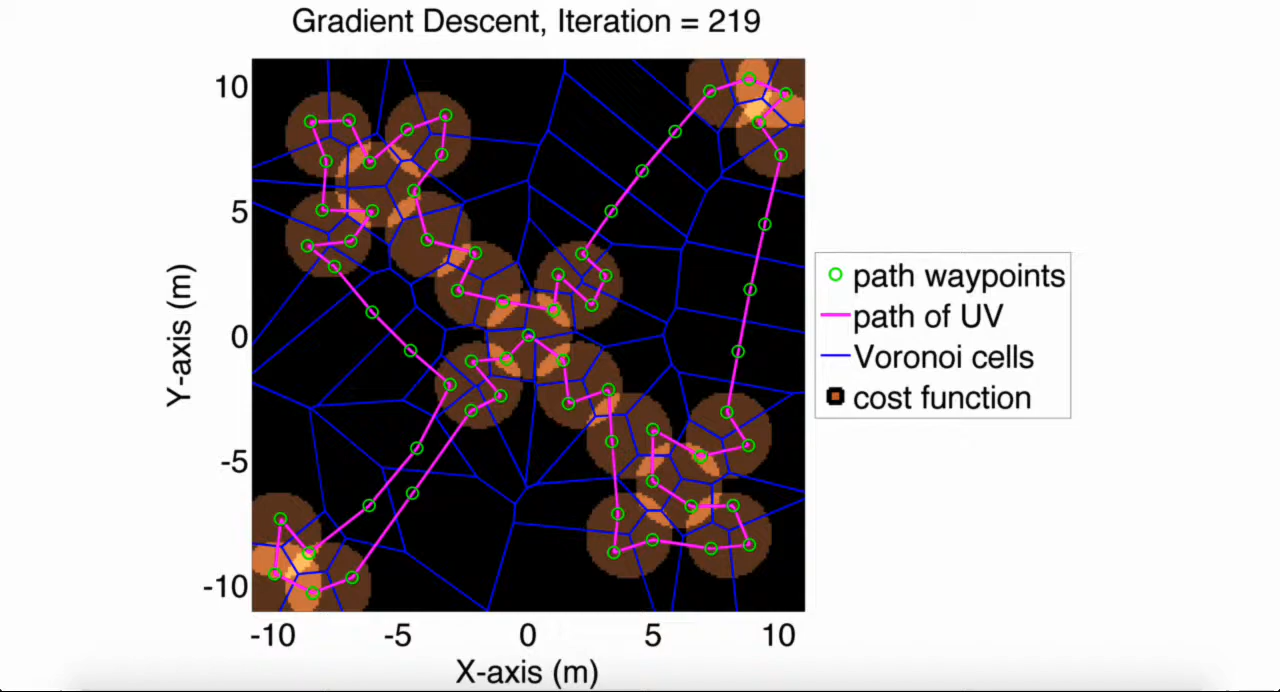 Gradient Descent, Iteration = 219
10
5
0
-5
-10
Y-axis (m)
-10 -5 0 5 10
X-axis (m)
path waypoints
path of UV
Voronoi cells
cost function